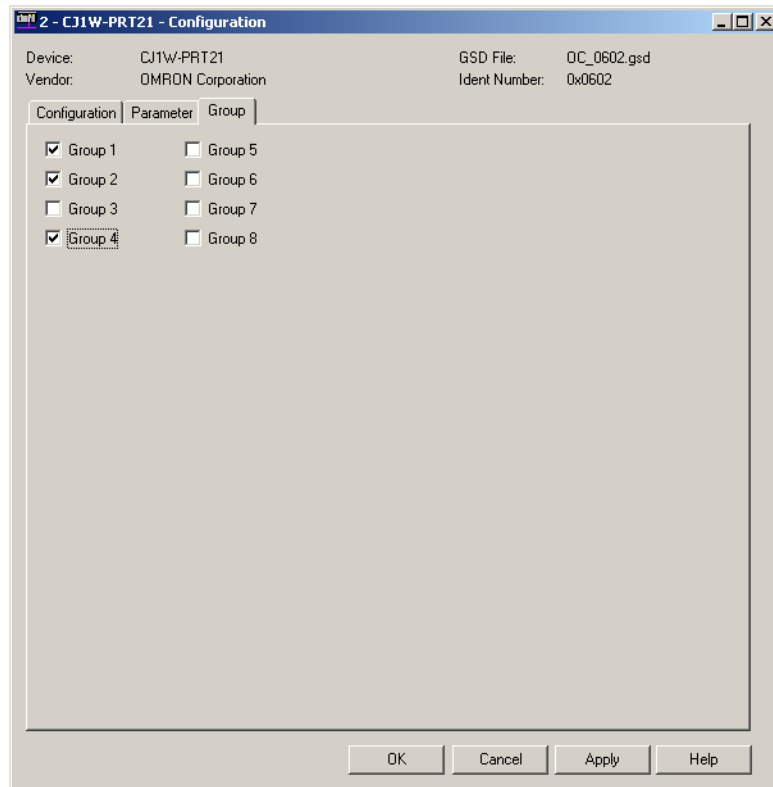 2 - CJ1W-PRT21 - Configuration
Device: CJ1W-PRT21 GSD File: OC_0602.gsd
Vendor: OMRON Corporation Ident Number: 0x0602
Configuration Parameter Group
Group 1 Group 5
Group 2 Group 6
Group 3 Group 7
Group 4 Group 8
OK Cancel Apply Help